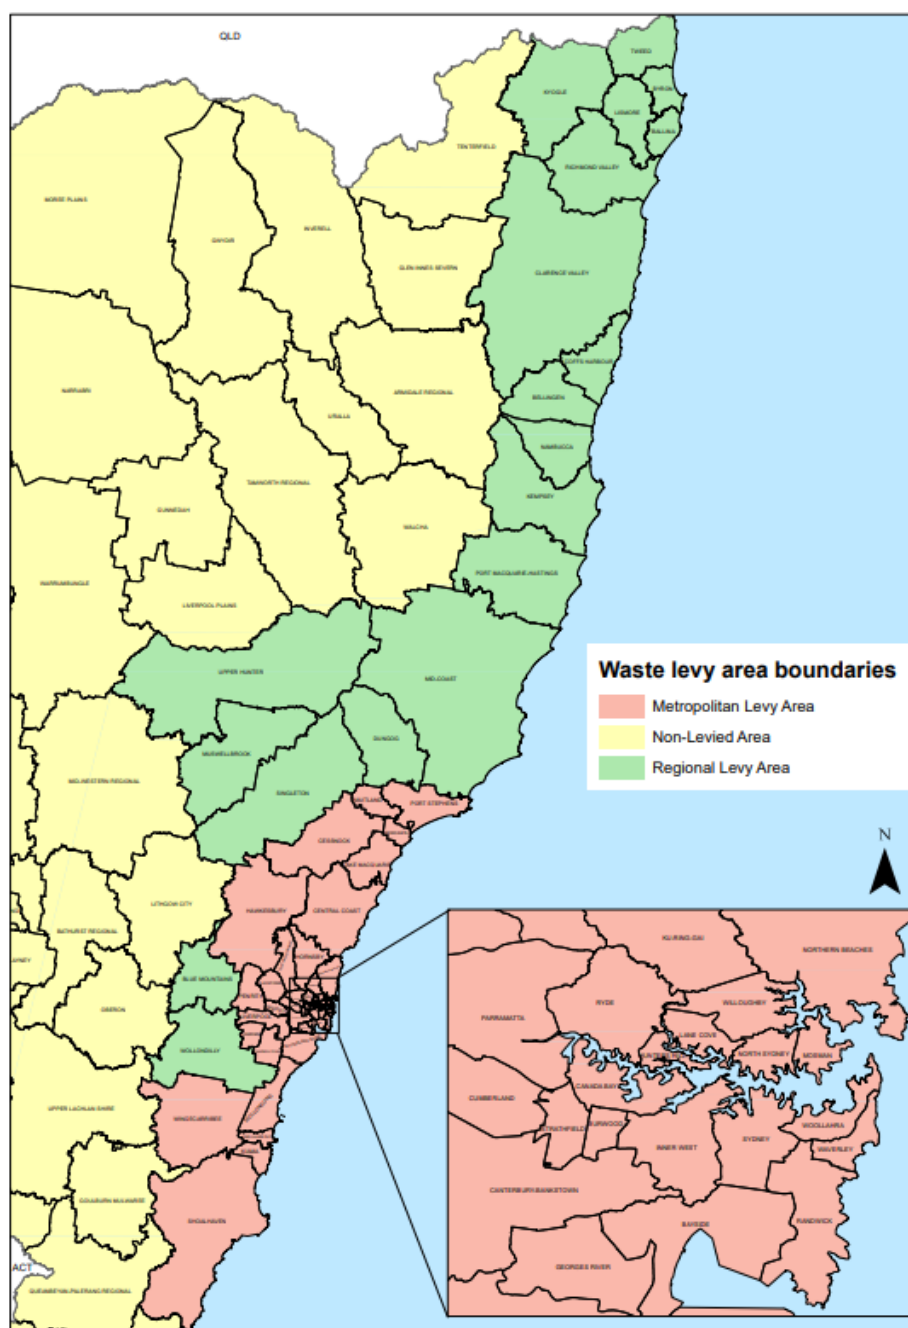 QLD
TWEED
KYOGLE
BYRON
LISMORE
BALLINA
TENTERFIELD
RICHMOND VALLEY
MOREE PLAINS
INVERELL
GWYDIR
GLEN INNES SEVERN
CLARENCE VALLEY
COFFS HARBOUR
NARRABRI
ARMIDALE REGIONAL
BELLINGEN
URALLA
NAMBUCCA
TAMWORTH REGIONAL
KEMPSEY
GUNNEDAH
WALCHA
PORT MACQUARIE-HASTINGS
WARRUMBUNGLE
LIVERPOOL PLAINS
UPPER HUNTER
MID-COAST
Waste levy area boundaries
Metropolitan Levy Area
Non-Levied Area
Regional Levy Area
DUNGOG
MUSWELLBROOK
MID-WESTERN REGIONAL
SINGLETON
MAITLAND
PORT STEPHENS
CESSNOCK
LAKE MACQUARIE
N
LITHGOW CITY
HAWKESBURY
CENTRAL COAST
BATHURST REGIONAL
HORNSBY
BLUE MOUNTAINS
PENRITH
OBERON
LIVERPOOL
WOLLONDILLY
UPPER LACHLAN SHIRE
WINGECARRIBEE
KIAMA
GOULBURN MULWAREE
SHOALHAVEN
ACT
QUEANBEYAN-PALERANG REGIONAL
KU-RING-GAI
NORTHERN BEACHES
RYDE
WILLOUGHBY
PARRAMATTA
LANE COVE
NORTH SYDNEY
MOSMAN
CANADA BAY
CUMBERLAND
WOOLLAHRA
STRATHFIELD
BURWOOD
SYDNEY
INNER WEST
WAVERLEY
CANTERBURY-BANKSTOWN
BAYSIDE
RANDWICK
GEORGES RIVER